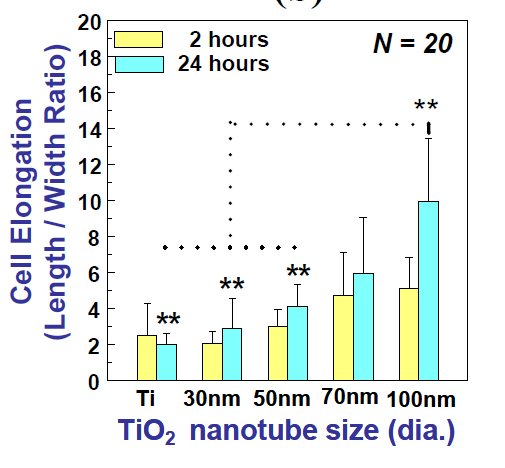 20
18
16
14
12
10
8
6
4
2
0
Cell Elongation
(Length / Width Ratio)
2 hours
24 hours
N = 20
**
**
**
**
Ti 30nm 50nm 70nm 100nm
TiO₂ nanotube size (dia.)